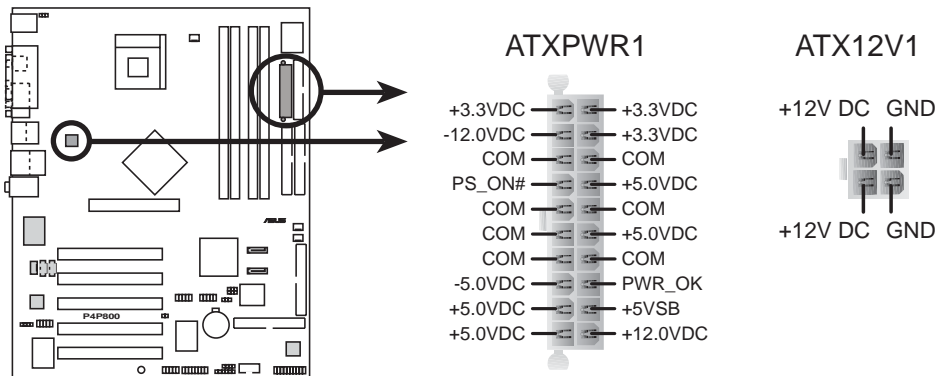 ATXPWR1
ATX12V1
+3.3VDC +3.3VDC
-12.0VDC +3.3VDC
COM COM
PS_ON# +5.0VDC
COM COM
COM +5.0VDC
COM COM
-5.0VDC PWR_OK
+5.0VDC +5VSB
+5.0VDC +12.0VDC
+12V DC GND
+12V DC GND
/SUS
P4P800